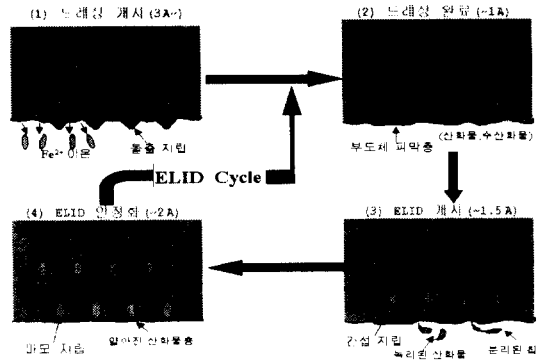 (1) 드레싱 개시 (3A~)
(2) 드레싱 완료 (~1A)
Fe²⁺ 이온
돌출 지립
부도체 피막층
(산화물,수산화물)
ELID Cycle
(4) ELID 안정화 (~2A)
(3) ELID 개시 (~1.5A)
마모 지립
얇아진 산화물층
돌출 지립
분리된 칩